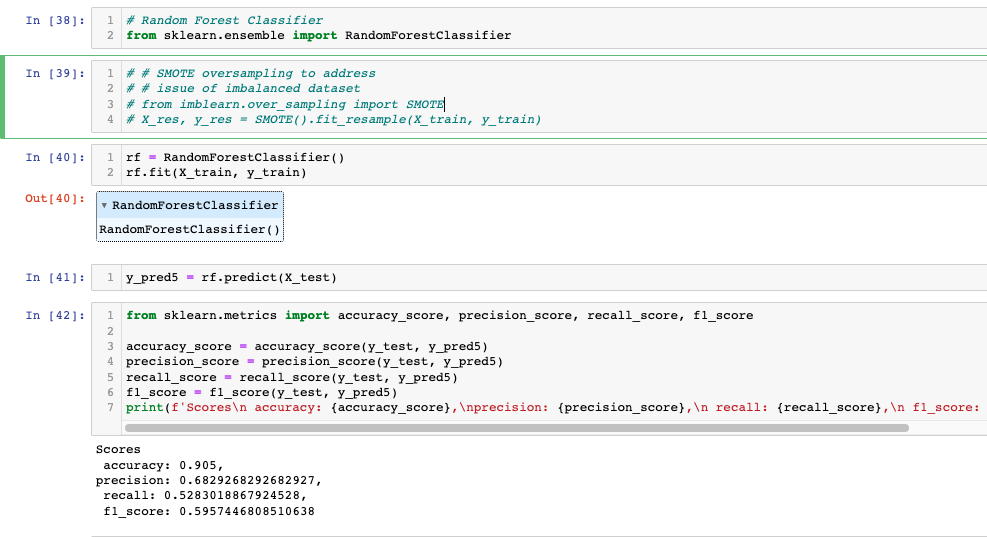 In [38]:
1 # Random Forest Classifier
2 from sklearn.ensemble import RandomForestClassifier
In [39]:
1 # # SMOTE oversampling to address
2 # # issue of imbalanced dataset
3 # from imblearn.over_sampling import SMOTE
4 # X_res, y_res = SMOTE().fit_resample(X_train, y_train)
In [40]:
1 rf = RandomForestClassifier()
2 rf.fit(X_train, y_train)
Out[40]:
▾ RandomForestClassifier
RandomForestClassifier()
In [41]:
1 y_pred5 = rf.predict(X_test)
In [42]:
1 from sklearn.metrics import accuracy_score, precision_score, recall_score, f1_score
2
3 accuracy_score = accuracy_score(y_test, y_pred5)
4 precision_score = precision_score(y_test, y_pred5)
5 recall_score = recall_score(y_test, y_pred5)
6 f1_score = f1_score(y_test, y_pred5)
7 print(f'Scores\n accuracy: {accuracy_score},\nprecision: {precision_score},\n recall: {recall_score},\n f1_score:
Scores
accuracy: 0.905,
precision: 0.6829268292682927,
recall: 0.5283018867924528,
f1_score: 0.5957446808510638